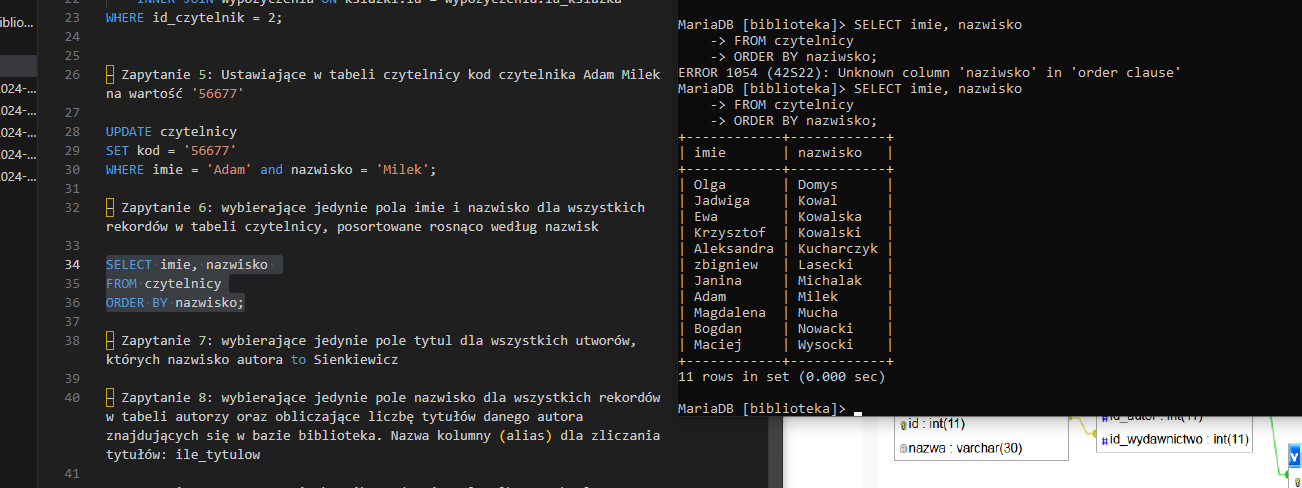 INNER JOIN wypozyczenia ON ksiazki.id = wypozyczenia.id_ksiazka
23 WHERE id_czytelnik = 2;
24
25
26 – Zapytanie 5: Ustawiające w tabeli czytelnicy kod czytelnika Adam Milek
na wartość '56677'
27
28 UPDATE czytelnicy
29 SET kod = '56677'
30 WHERE imie = 'Adam' and nazwisko = 'Milek';
31
32 – Zapytanie 6: wybierające jedynie pola imie i nazwisko dla wszystkich
rekordów w tabeli czytelnicy, posortowane rosnąco według nazwisk
33
34 SELECT imie, nazwisko
35 FROM czytelnicy
36 ORDER BY nazwisko;
37
38 – Zapytanie 7: wybierające jedynie pole tytul dla wszystkich utworów,
których nazwisko autora to Sienkiewicz
39
40 – Zapytanie 8: wybierające jedynie pole nazwisko dla wszystkich rekordów
w tabeli autorzy oraz obliczające liczbę tytułów danego autora
znajdujących się w bazie biblioteka. Nazwa kolumny (alias) dla zliczania
tytułów: ile_tytulow
41
iblio...
2024-...
2024-...
2024-...
2024-...
2024-...
MariaDB [biblioteka]> SELECT imie, nazwisko
-> FROM czytelnicy
-> ORDER BY naziwsko;
ERROR 1054 (42S22): Unknown column 'naziwsko' in 'order clause'
MariaDB [biblioteka]> SELECT imie, nazwisko
-> FROM czytelnicy
-> ORDER BY nazwisko;
+------------+------------+
| imie | nazwisko |
+------------+------------+
| Olga | Domys |
| Jadwiga | Kowal |
| Ewa | Kowalska |
| Krzysztof | Kowalski |
| Aleksandra | Kucharczyk |
| zbigniew | Lasecki |
| Janina | Michalak |
| Adam | Milek |
| Magdalena | Mucha |
| Bogdan | Nowacki |
| Maciej | Wysocki |
+------------+------------+
11 rows in set (0.000 sec)
MariaDB [biblioteka]>
id : int(11)
nazwa : varchar(30)
# id_autor : int(11)
# id_wydawnictwo : int(11)
v